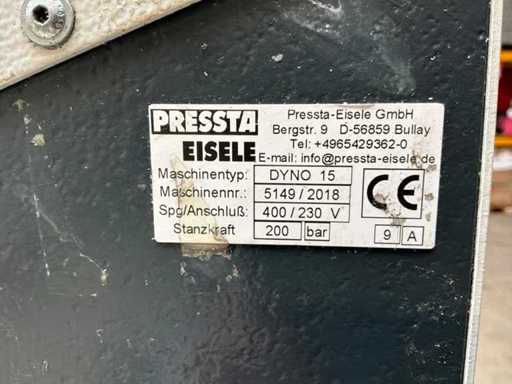 PRESSTA
EISELE
Pressta-Eisele GmbH
Bergstr. 9 D-56859 Bullay
Tel: +4965429362-0
E-mail: info@pressta-eisele.de
Maschinentyp: DYNO 15
Maschinennr.: 5149 / 2018
Spg/Anschluß: 400 / 230 V
Stanzkraft 200 bar
CE
9 A